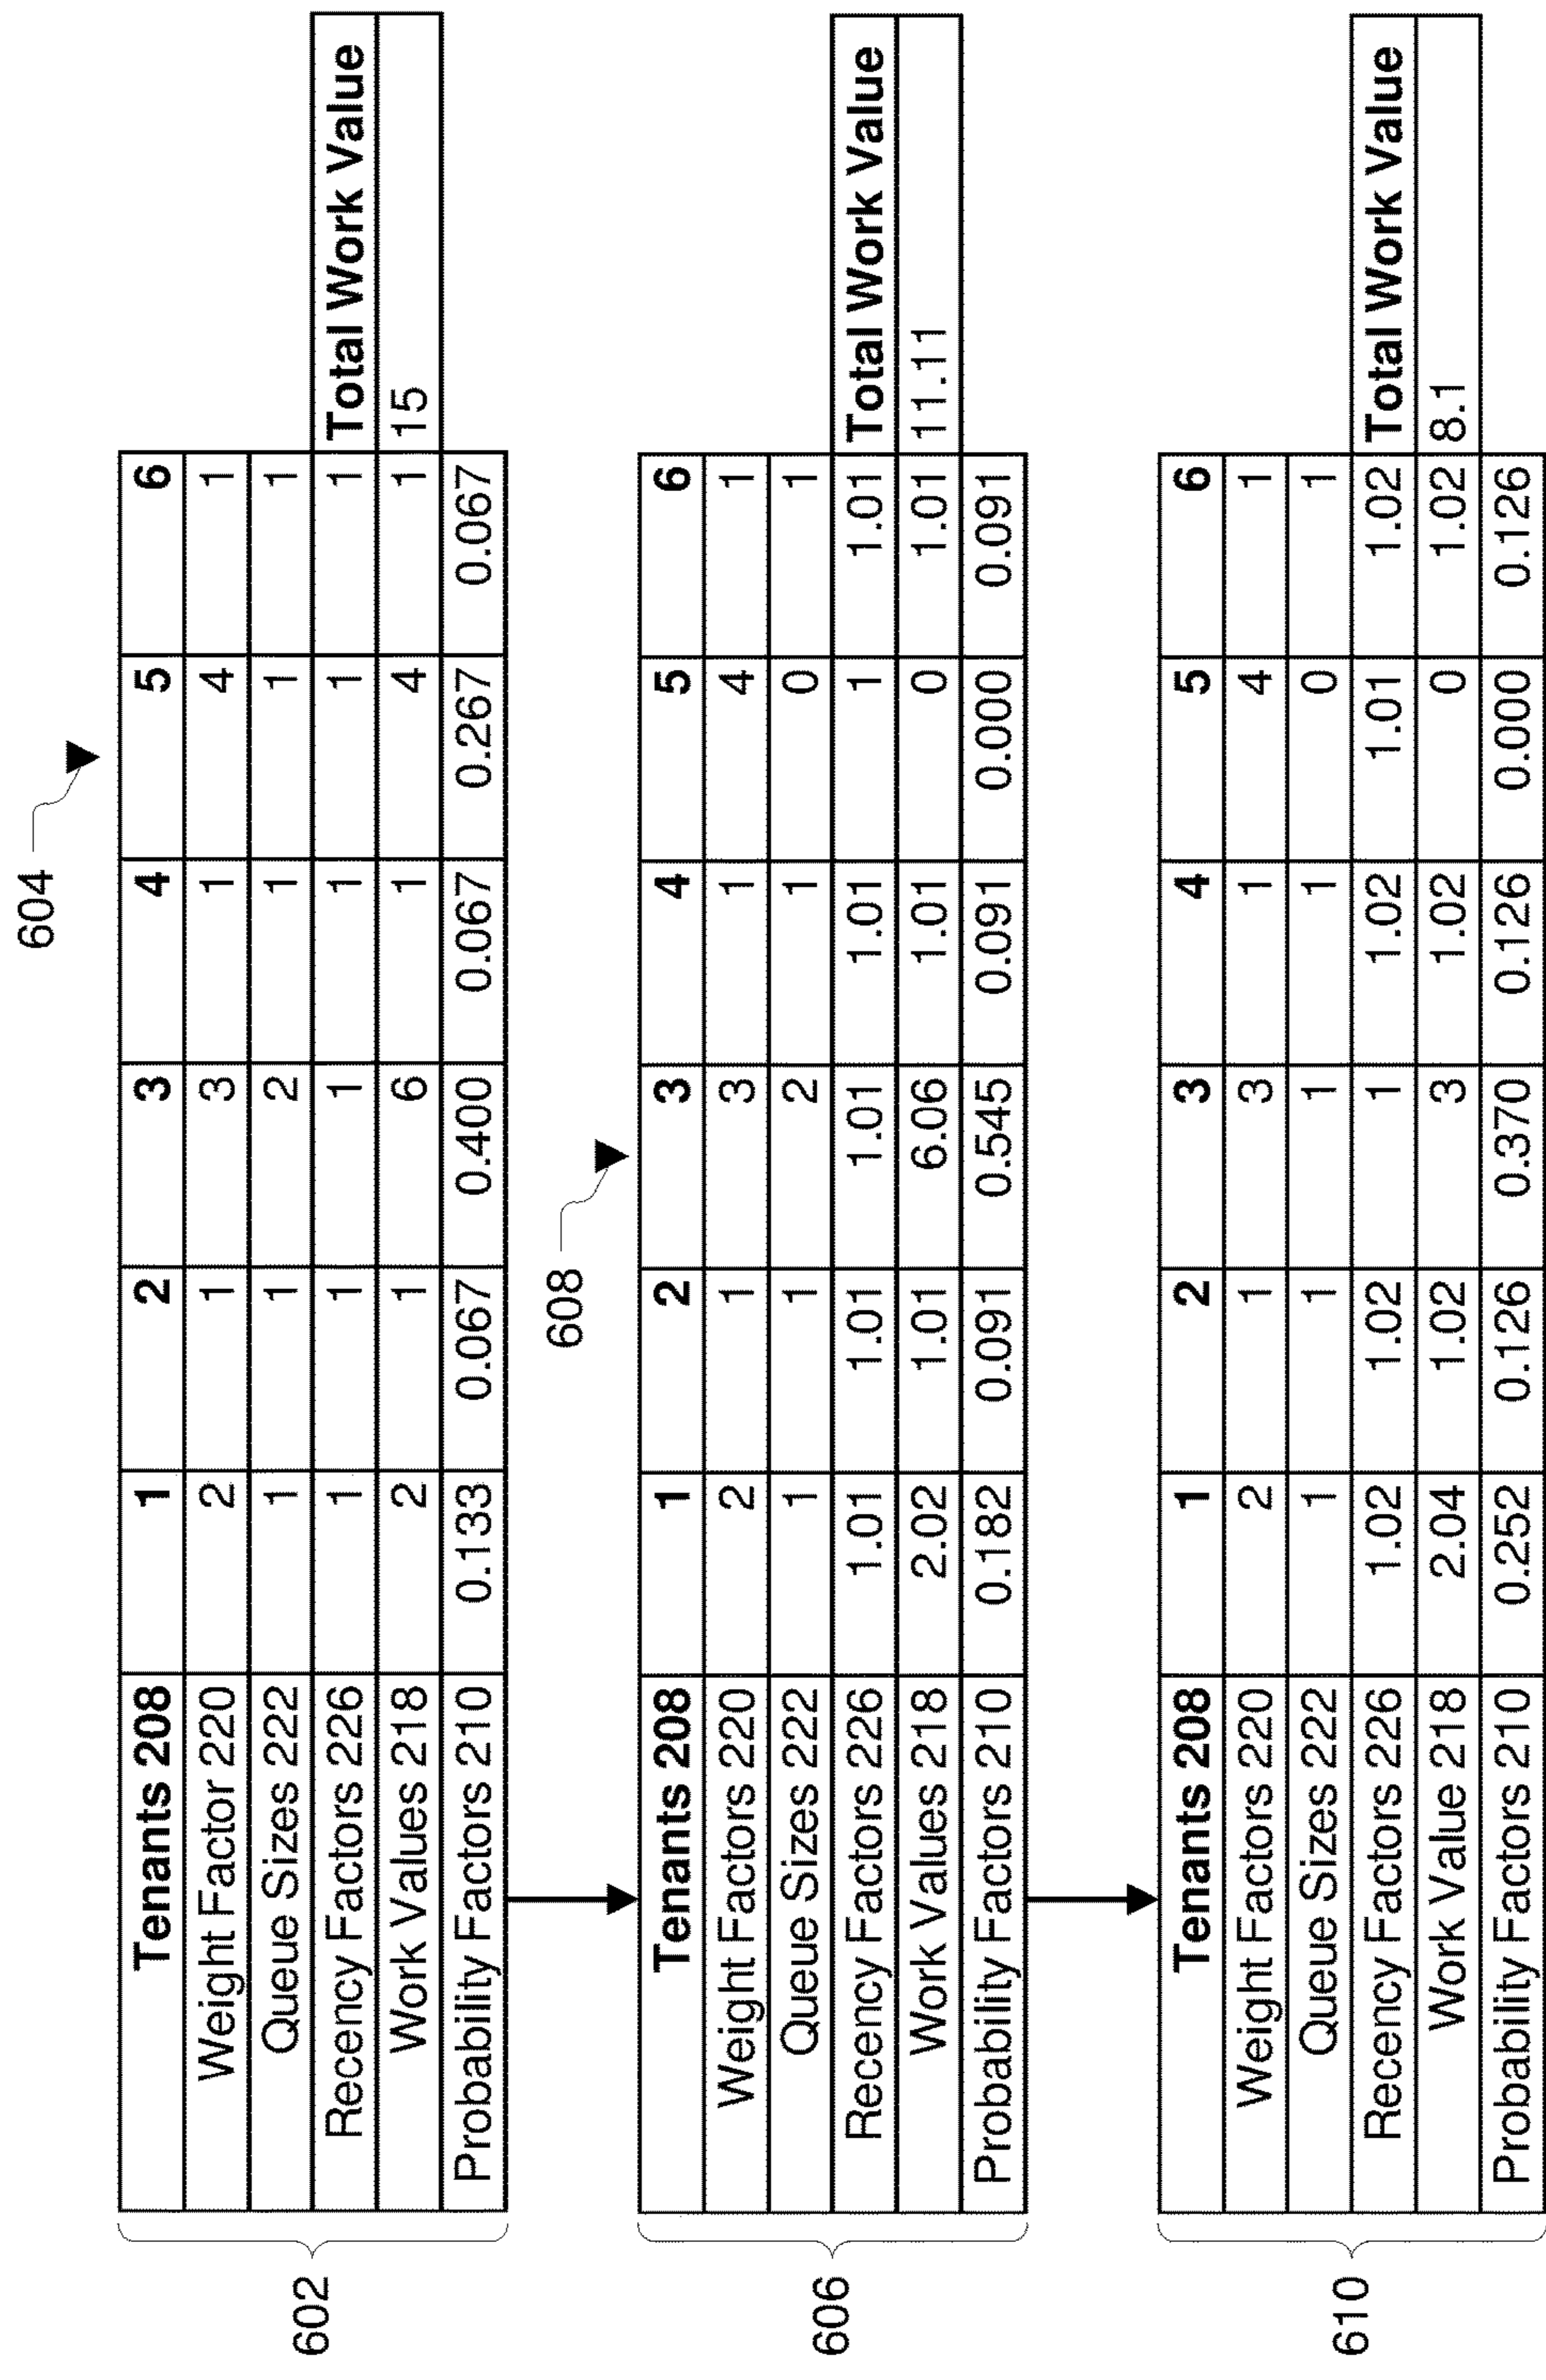 604
602
Tenants 208 1 2 3 4 5 6
Weight Factor 220 2 1 3 1 4 1
Queue Sizes 222 1 1 2 1 1 1
Recency Factors 226 1 1 1 1 1 1 Total Work Value
Work Values 218 2 1 6 1 4 1 15
Probability Factors 210 0.133 0.067 0.400 0.067 0.267 0.067
608
606
Tenants 208 1 2 3 4 5 6
Weight Factors 220 2 1 3 1 4 1
Queue Sizes 222 1 1 2 1 0 1
Recency Factors 226 1.01 1.01 1.01 1.01 1 1.01 Total Work Value
Work Values 218 2.02 1.01 6.06 1.01 0 1.01 11.11
Probability Factors 210 0.182 0.091 0.545 0.091 0.000 0.091
610
Tenants 208 1 2 3 4 5 6
Weight Factors 220 2 1 3 1 4 1
Queue Sizes 222 1 1 1 1 0 1
Recency Factors 226 1.02 1.02 1 1.02 1.01 1.02 Total Work Value
Work Value 218 2.04 1.02 3 1.02 0 1.02 8.1
Probability Factors 210 0.252 0.126 0.370 0.126 0.000 0.126